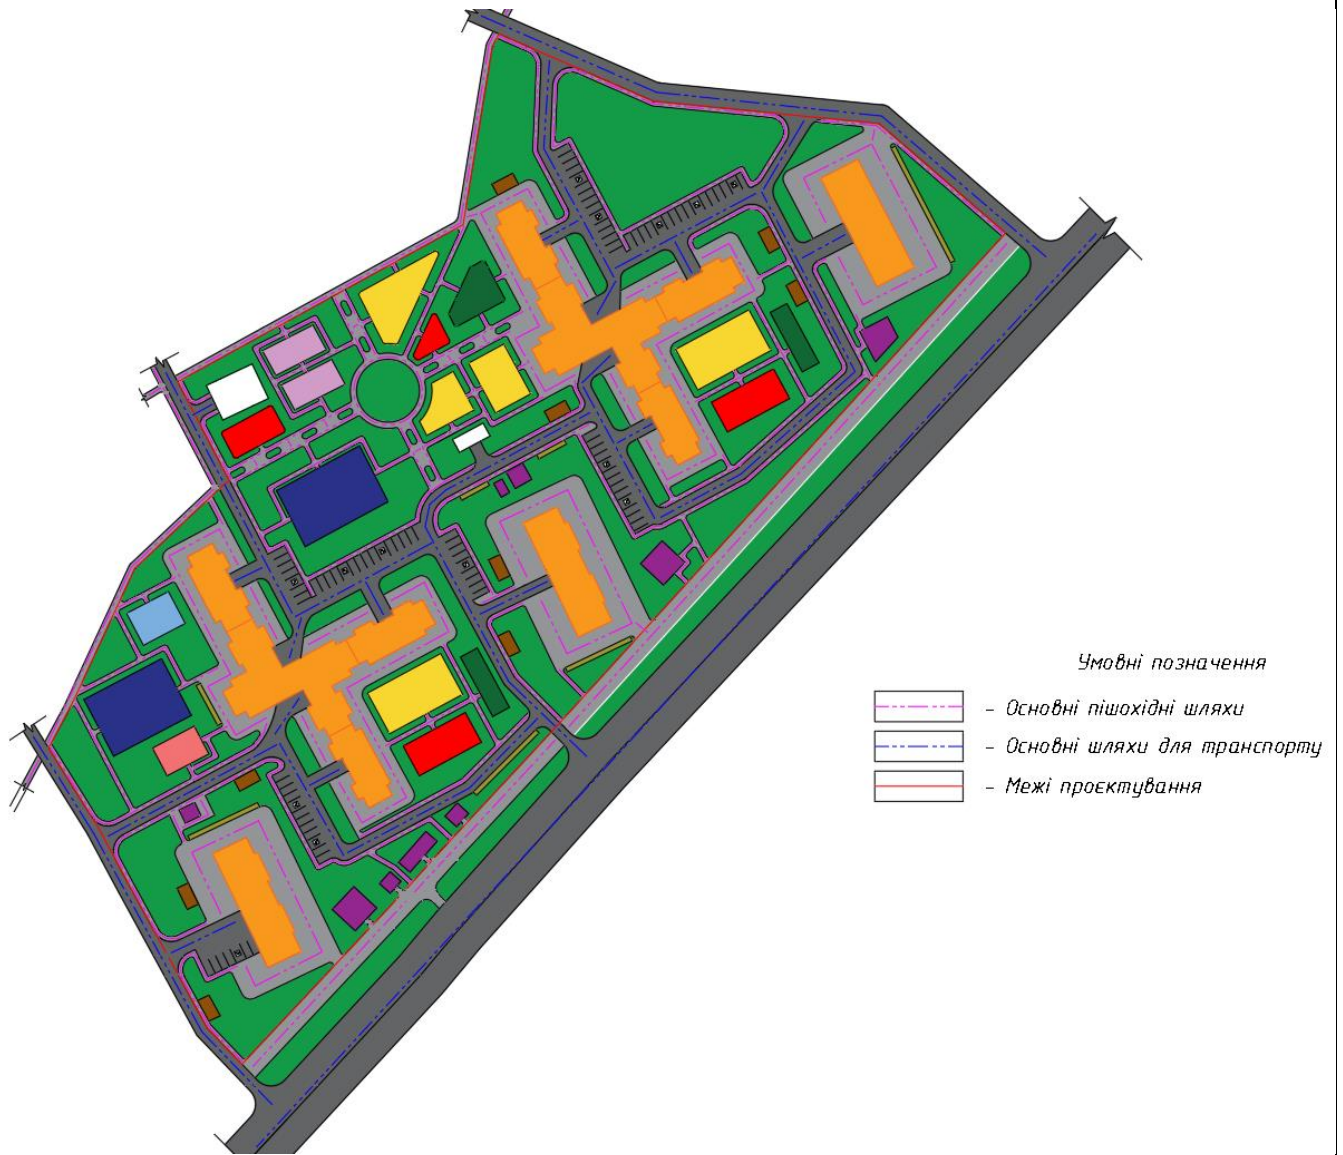 Умовні позначення
– Основні пішохідні шляхи
– Основні шляхи для транспорту
– Межі проєктування